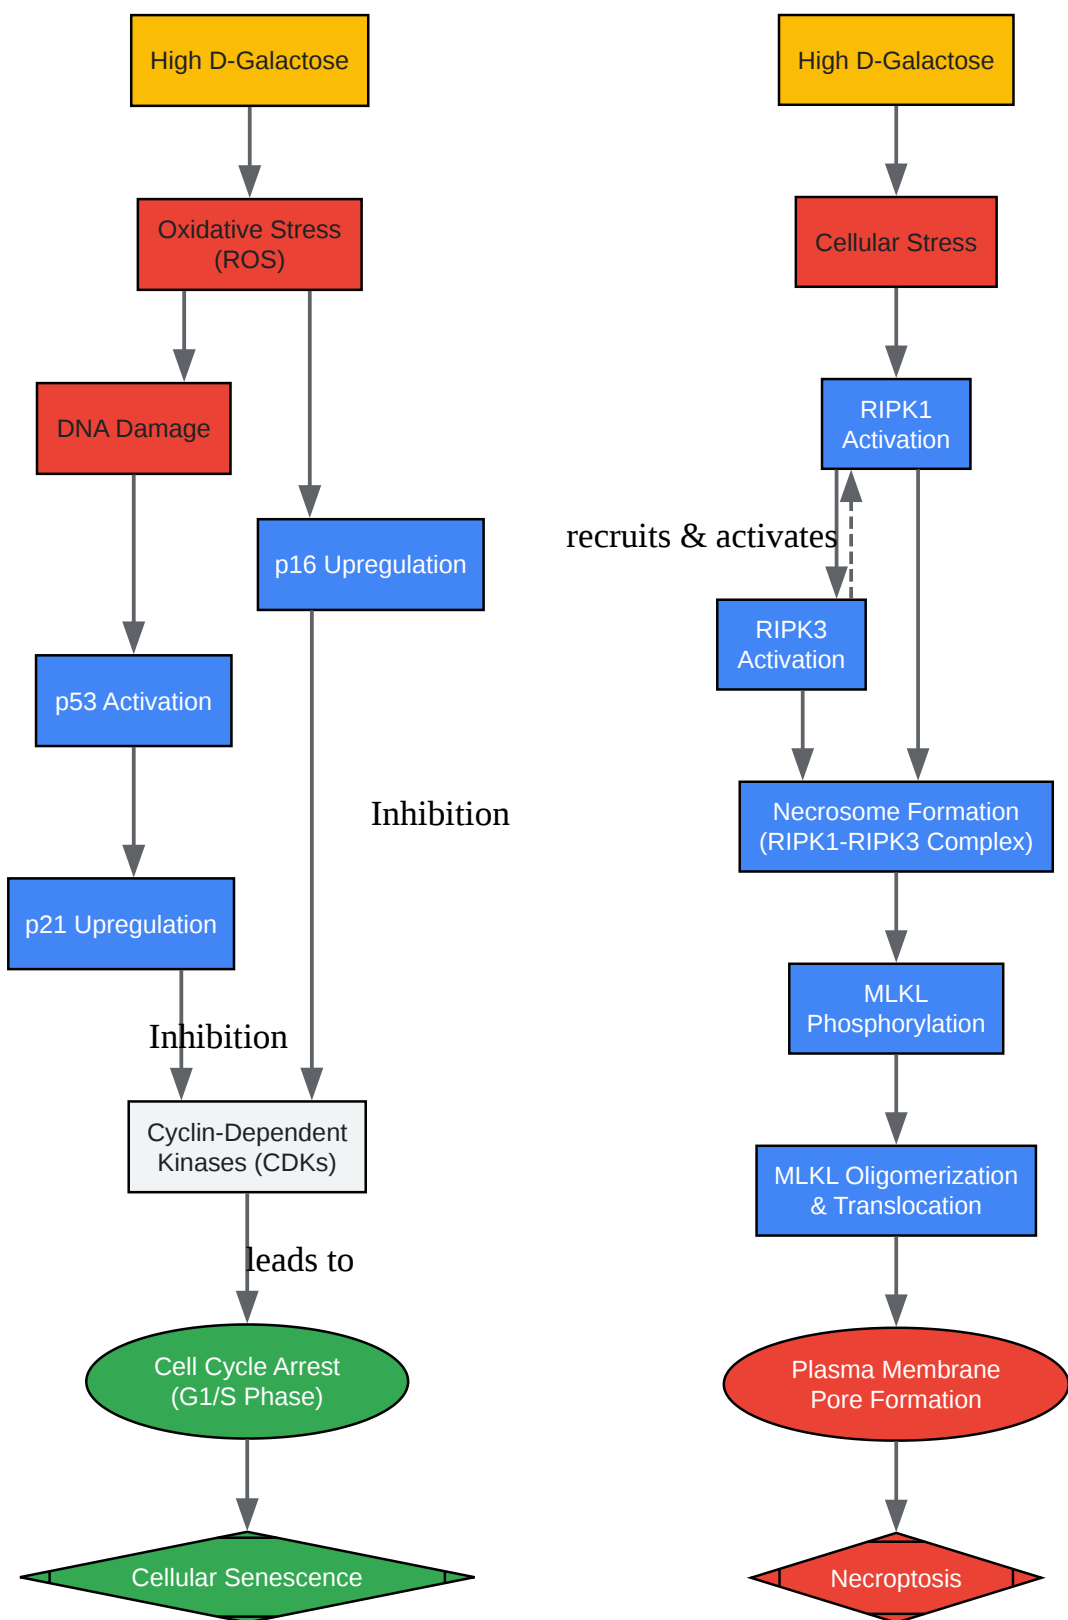 High D-Galactose
Oxidative Stress
(ROS)
DNA Damage
p16 Upregulation
p53 Activation
Inhibition
p21 Upregulation
Inhibition
Cyclin-Dependent
Kinases (CDKs)
leads to
Cell Cycle Arrest
(G1/S Phase)
Cellular Senescence
High D-Galactose
Cellular Stress
RIPK1
Activation
recruits & activates
RIPK3
Activation
Necrosome Formation
(RIPK1-RIPK3 Complex)
MLKL
Phosphorylation
MLKL Oligomerization
& Translocation
Plasma Membrane
Pore Formation
Necroptosis